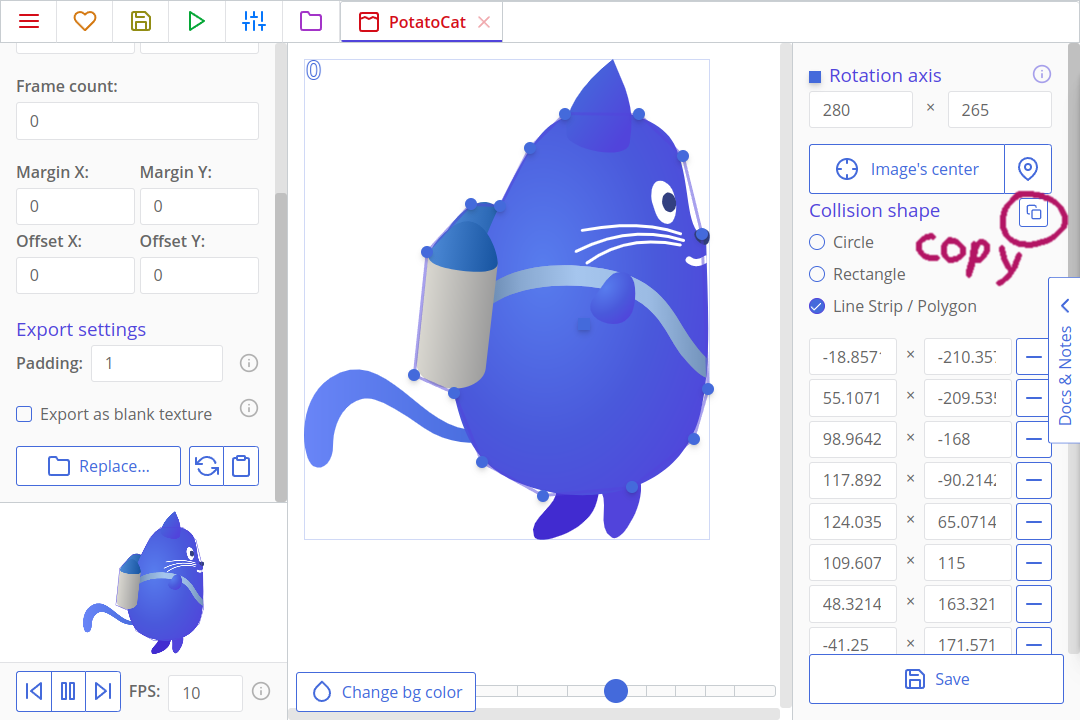 PotatoCat
Frame count:
0
Margin X: Margin Y:
0 0
Offset X: Offset Y:
0 0
Export settings
Padding: 1
Export as blank texture
Replace...
FPS: 10
0
Change bg color
Rotation axis
280 × 265
Image's center
Collision shape
copy
Circle
Rectangle
Line Strip / Polygon
-18.857 × -210.35
55.1071 × -209.53
98.9642 × -168
117.892 × -90.2142
124.035 × 65.0714
109.607 × 115
48.3214 × 163.321
-41.25 × 171.571
Save
Docs & Notes